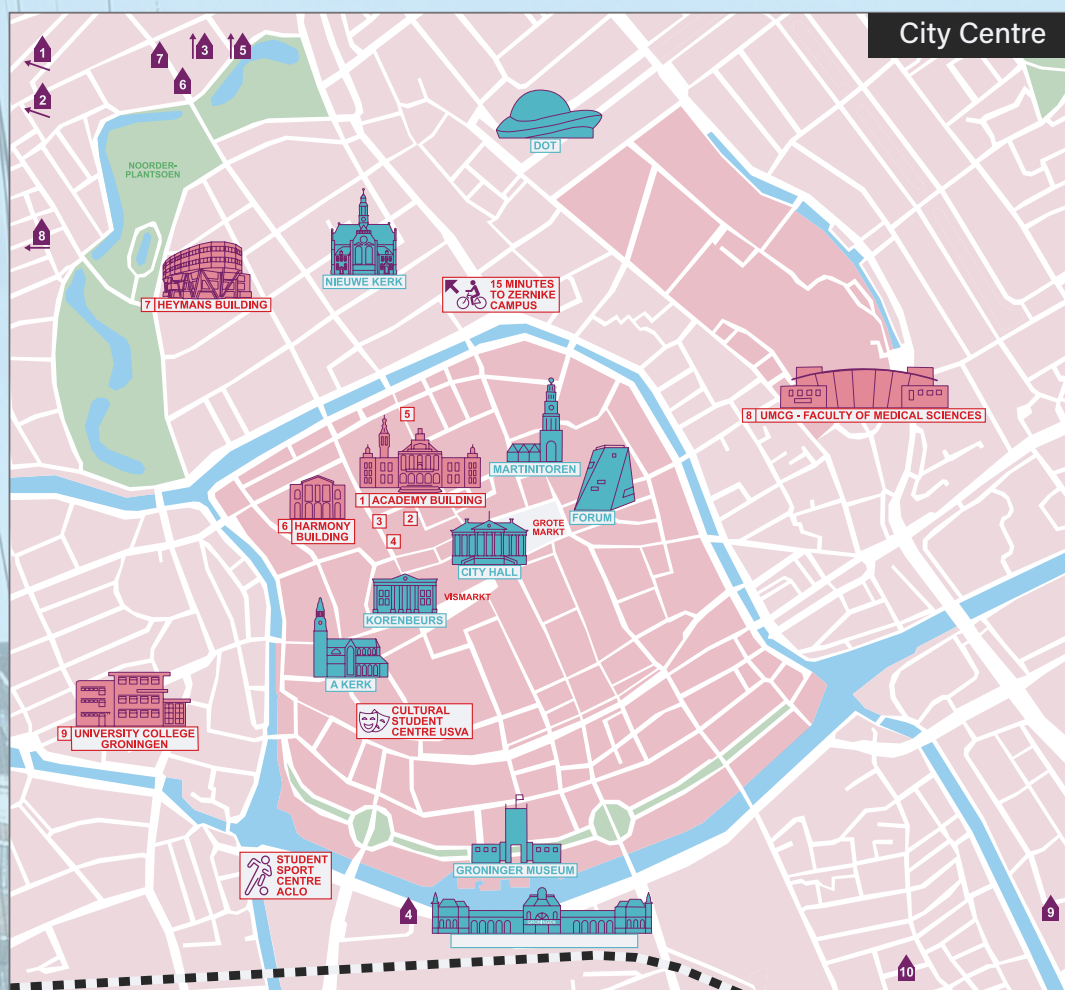 City Centre
1
2
3
5
7
6
8
NOORDER-
PLANTSOEN
DOT
NIEUWE KERK
7 HEYMANS BUILDING
15 MINUTES
TO ZERNIKE
CAMPUS
8 UMCG - FACULTY OF MEDICAL SCIENCES
5
MARTINITOREN
1 ACADEMY BUILDING
FORUM
6 HARMONY
BUILDING
3
2
4
GROTE
MARKT
CITY HALL
VISMARKT
KORENBEURS
A KERK
CULTURAL
STUDENT
CENTRE USVA
9 UNIVERSITY COLLEGE
GRONINGEN
STUDENT
SPORT
CENTRE
ACLO
GRONINGER MUSEUM
4
9
10